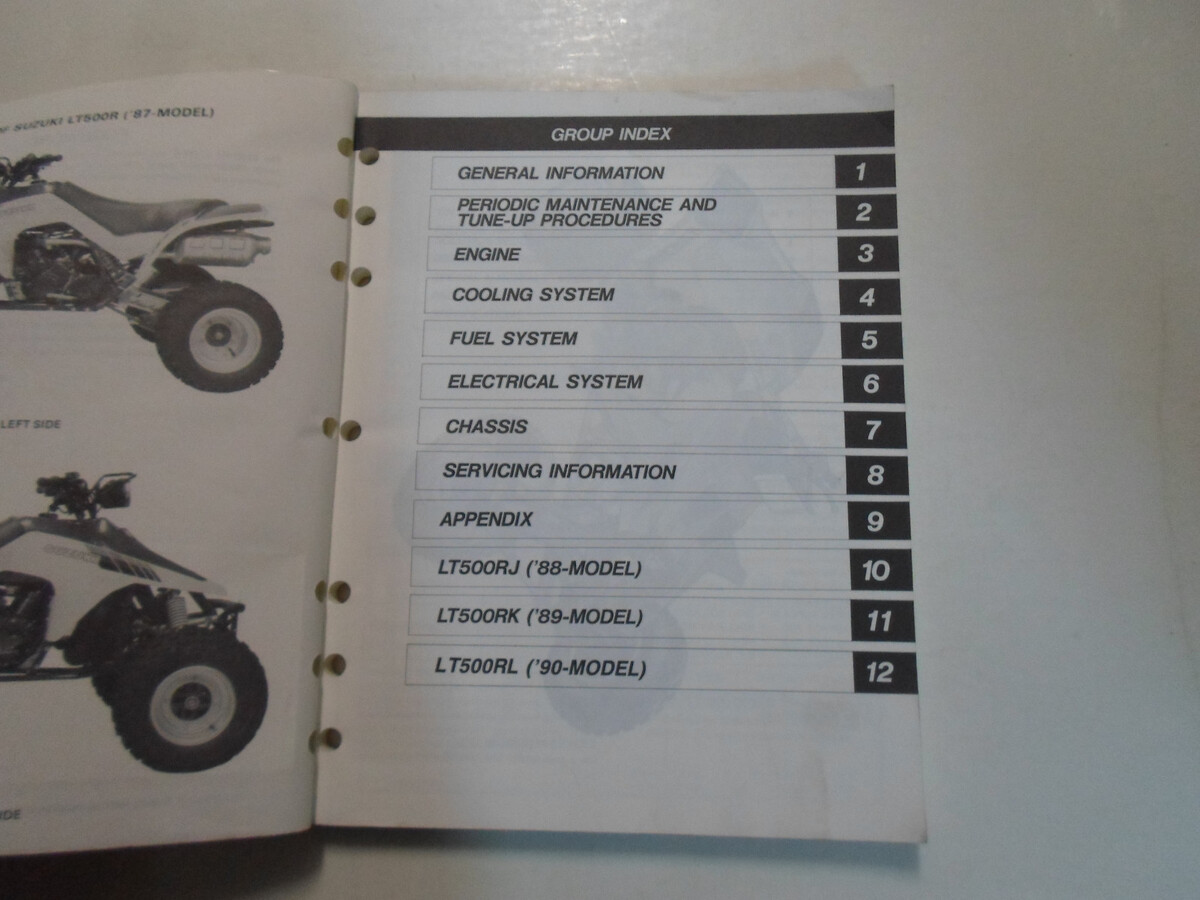 OF SUZUKI LT500R ('87-MODEL)
LEFT SIDE
GROUP INDEX
GENERAL INFORMATION 1
PERIODIC MAINTENANCE AND
TUNE-UP PROCEDURES 2
ENGINE 3
COOLING SYSTEM 4
FUEL SYSTEM 5
ELECTRICAL SYSTEM 6
CHASSIS 7
SERVICING INFORMATION 8
APPENDIX 9
LT500RJ ('88-MODEL) 10
LT500RK ('89-MODEL) 11
LT500RL ('90-MODEL) 12